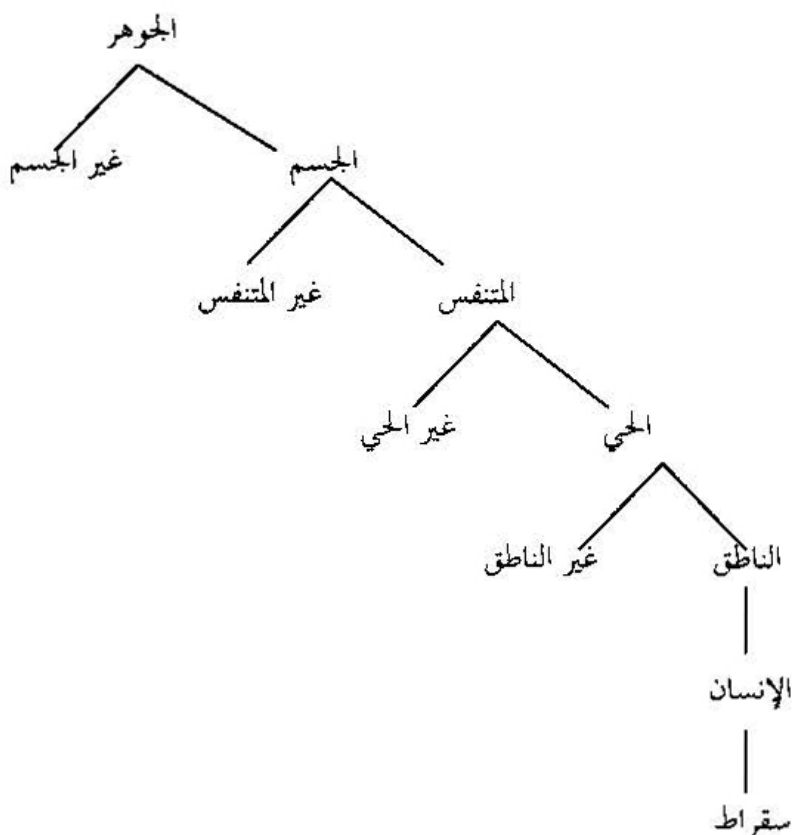 الجوهر
الجسم غير الجسم
المتنفس غير المتنفس
الحي غير الحي
الناطق غير الناطق
الإنسان
سقراط